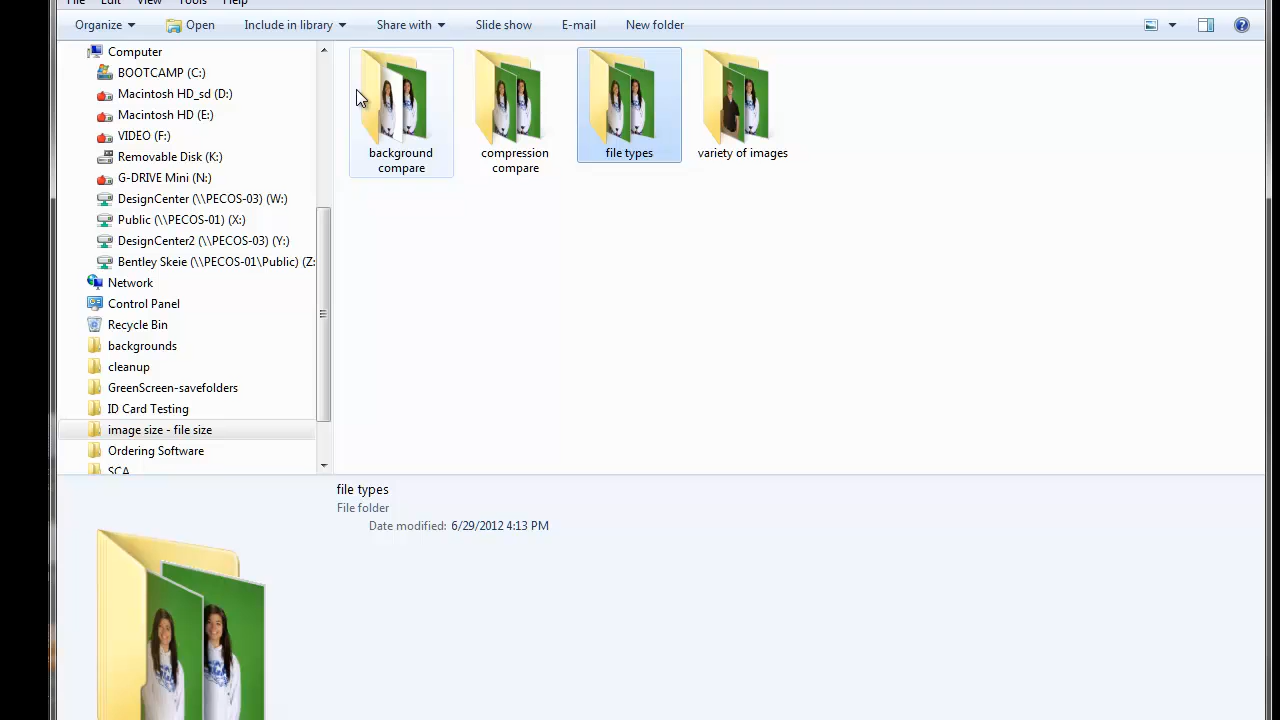 File Edit View Tools Help
Organize Open Include in library Share with Slide show E-mail New folder
Computer
BOOTCAMP (C:)
Macintosh HD_sd (D:)
Macintosh HD (E:)
VIDEO (F:)
Removable Disk (K:)
G-DRIVE Mini (N:)
DesignCenter (\\PECOS-03) (W:)
Public (\\PECOS-01) (X:)
DesignCenter2 (\\PECOS-03) (Y:)
Bentley Skeie (\\PECOS-01\Public) (Z:
Network
Control Panel
Recycle Bin
backgrounds
cleanup
GreenScreen-savefolders
ID Card Testing
image size - file size
Ordering Software
SCA
background
compare
compression
compare
file types
variety of images
file types
File folder
Date modified: 6/29/2012 4:13 PM